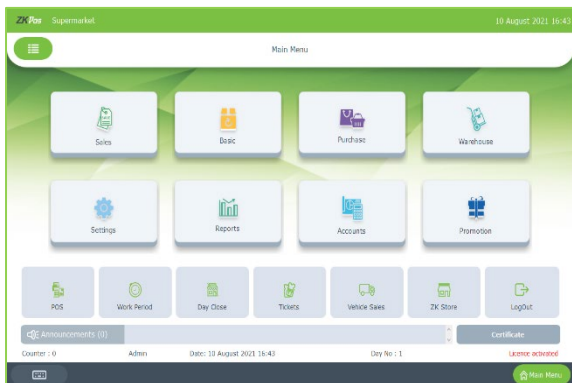 ZKPos Supermarket 10 August 2021 16:43
Main Menu
Sales Basic Purchase Warehouse
Settings Reports Accounts Promotion
POS Work Period Day Close Tickets Vehicle Sales ZK Store LogOut
Announcements (0) Certificate
Counter : 0 Admin Date: 10 August 2021 16:43 Day No : 1 Licence activated
Main Menu